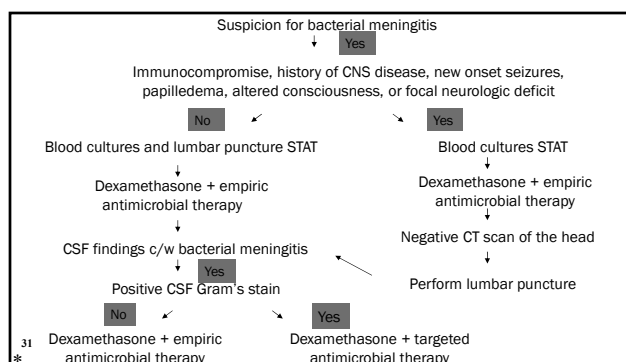 Suspicion for bacterial meningitis
Yes
Immunocompromise, history of CNS disease, new onset seizures,
papilledema, altered consciousness, or focal neurologic deficit
No
Yes
Blood cultures and lumbar puncture STAT
Blood cultures STAT
Dexamethasone + empiric
antimicrobial therapy
Dexamethasone + empiric
antimicrobial therapy
Negative CT scan of the head
CSF findings c/w bacterial meningitis
Yes
Perform lumbar puncture
Positive CSF Gram's stain
No
Yes
31
*
Dexamethasone + empiric
antimicrobial therapy
Dexamethasone + targeted
antimicrobial therapy